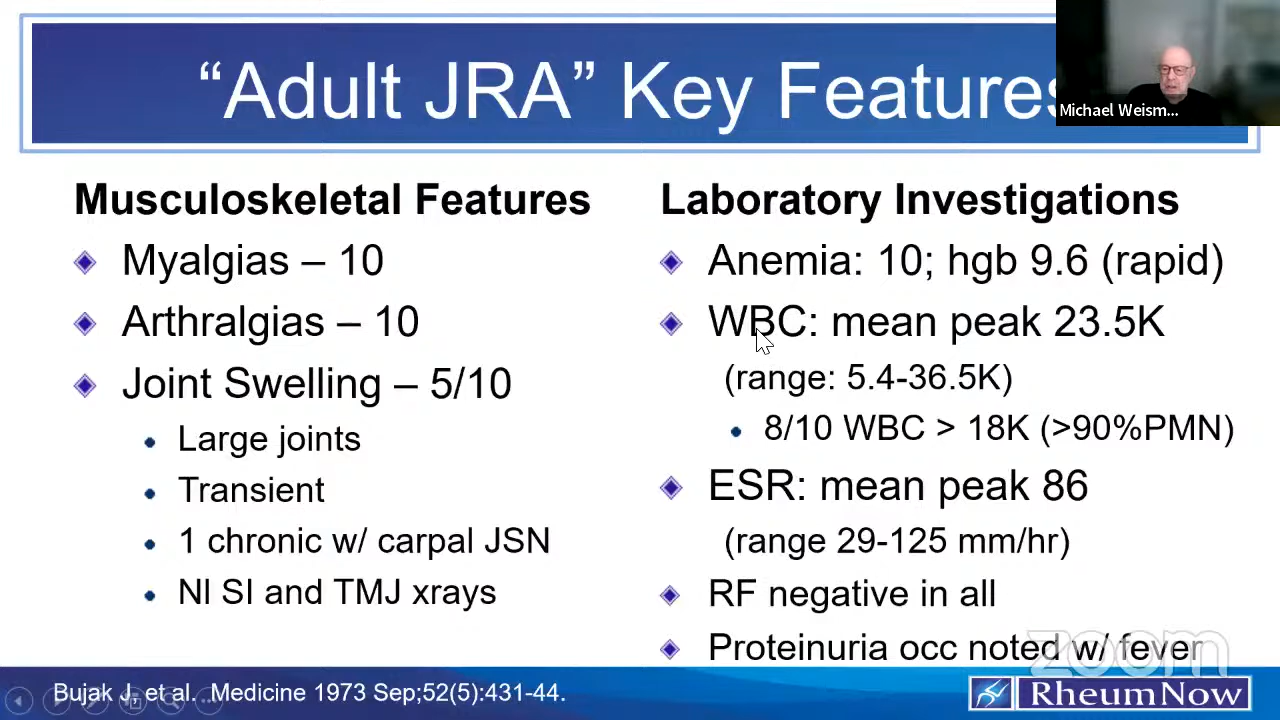 “Adult JRA” Key Features
Michael Weism...
Musculoskeletal Features
Myalgias – 10
Arthralgias – 10
Joint Swelling – 5/10
Large joints
Transient
1 chronic w/ carpal JSN
Nl SI and TMJ xrays
Laboratory Investigations
Anemia: 10; hgb 9.6 (rapid)
WBC: mean peak 23.5K
(range: 5.4-36.5K)
8/10 WBC > 18K (>90%PMN)
ESR: mean peak 86
(range 29-125 mm/hr)
RF negative in all
Proteinuria occ noted w/ fever
zoom
Bujak J, et al. Medicine 1973 Sep;52(5):431-44.
RheumNow